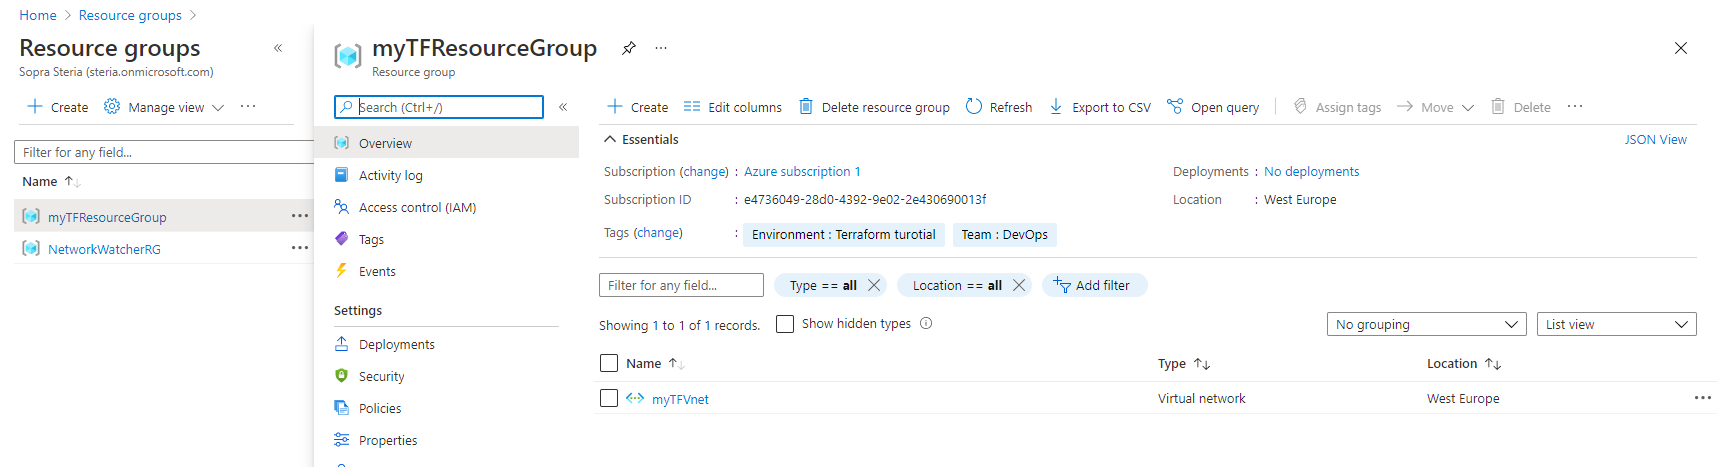 Home > Resource groups >
Resource groups
Sopra Steria (steria.onmicrosoft.com)
Create Manage view
Filter for any field...
Name
myTFResourceGroup
NetworkWatcherRG
myTFResourceGroup
Resource group
Search (Ctrl+/)
Overview
Activity log
Access control (IAM)
Tags
Events
Settings
Deployments
Security
Policies
Properties
Create Edit columns Delete resource group Refresh Export to CSV Open query Assign tags Move Delete
Essentials JSON View
Subscription (change) : Azure subscription 1 Deployments : No deployments
Subscription ID : e4736049-28d0-4392-9e02-2e430690013f Location : West Europe
Tags (change) : Environment : Terraform turotial Team : DevOps
Filter for any field... Type == all Location == all Add filter
Showing 1 to 1 of 1 records. Show hidden types No grouping List view
Name Type Location
myTFVnet Virtual network West Europe